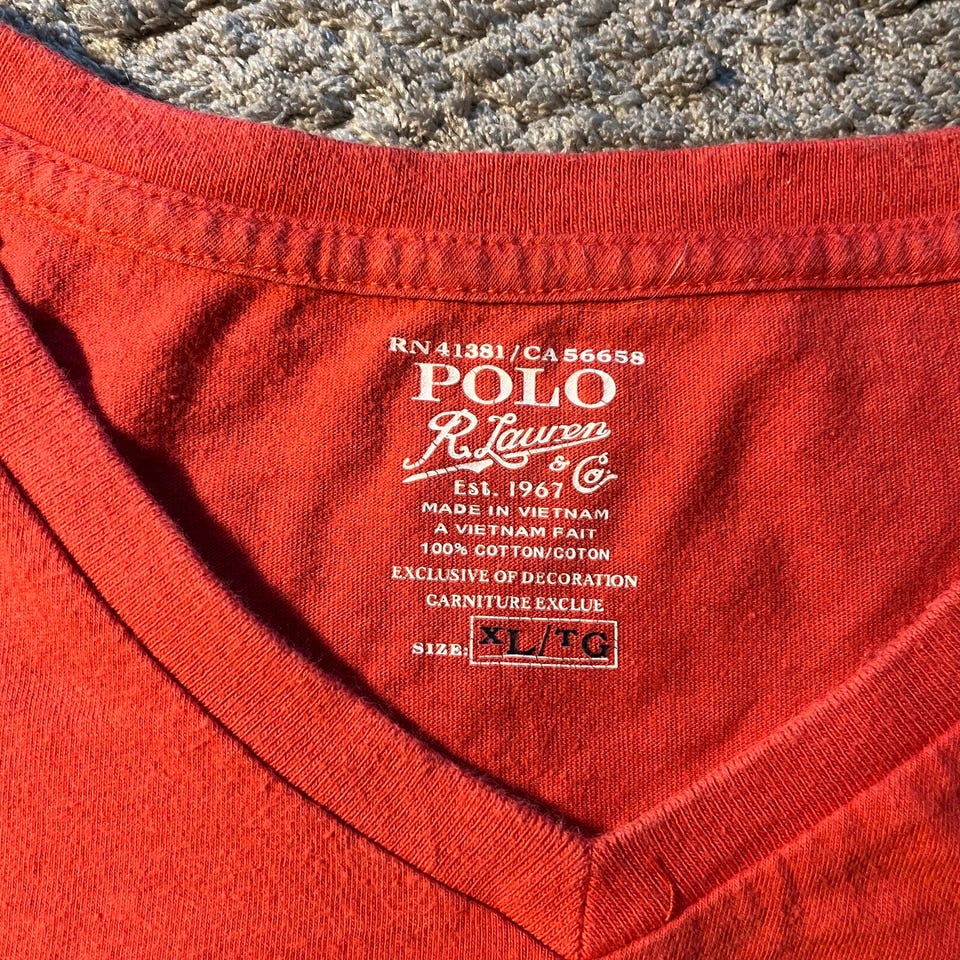 RN 41381/CA 56658
POLO
R. Lauren
& Co.
Est. 1967
MADE IN VIETNAM
A VIETNAM FAIT
100% COTTON/COTON
EXCLUSIVE OF DECORATION
GARNITURE EXCLUE
SIZE: XL/TG